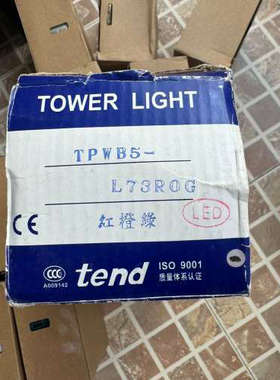 TOWER LIGHT
TPWB5-
L73ROG
紅橙綠
LED
CE
CCC
A009142
tend
ISO 9001
质量体系认证